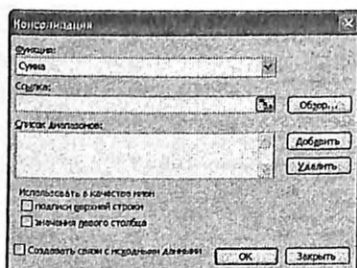 Консолидация
Функция:
Сумма
Ссылка:
Обзор...
Список диапазонов:
Добавить
Удалить
Использовать в качестве имен
подписи верхней строки
значения левого столбца
Создавать связи с исходными данными
ОК
Закрыть